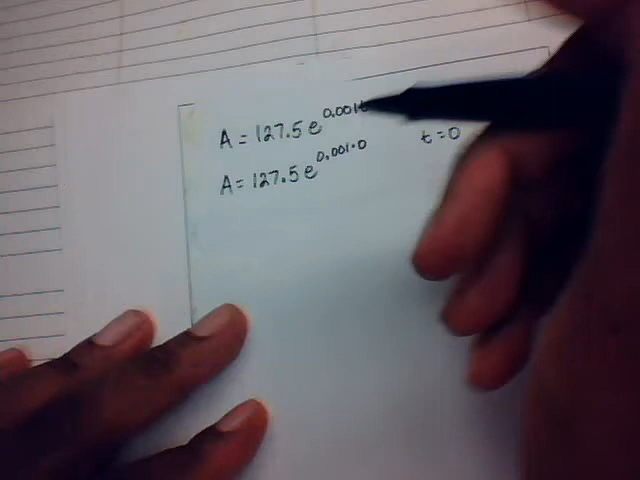 A = 127.5 e^0.001t
t = 0
A = 127.5 e^0.001·0